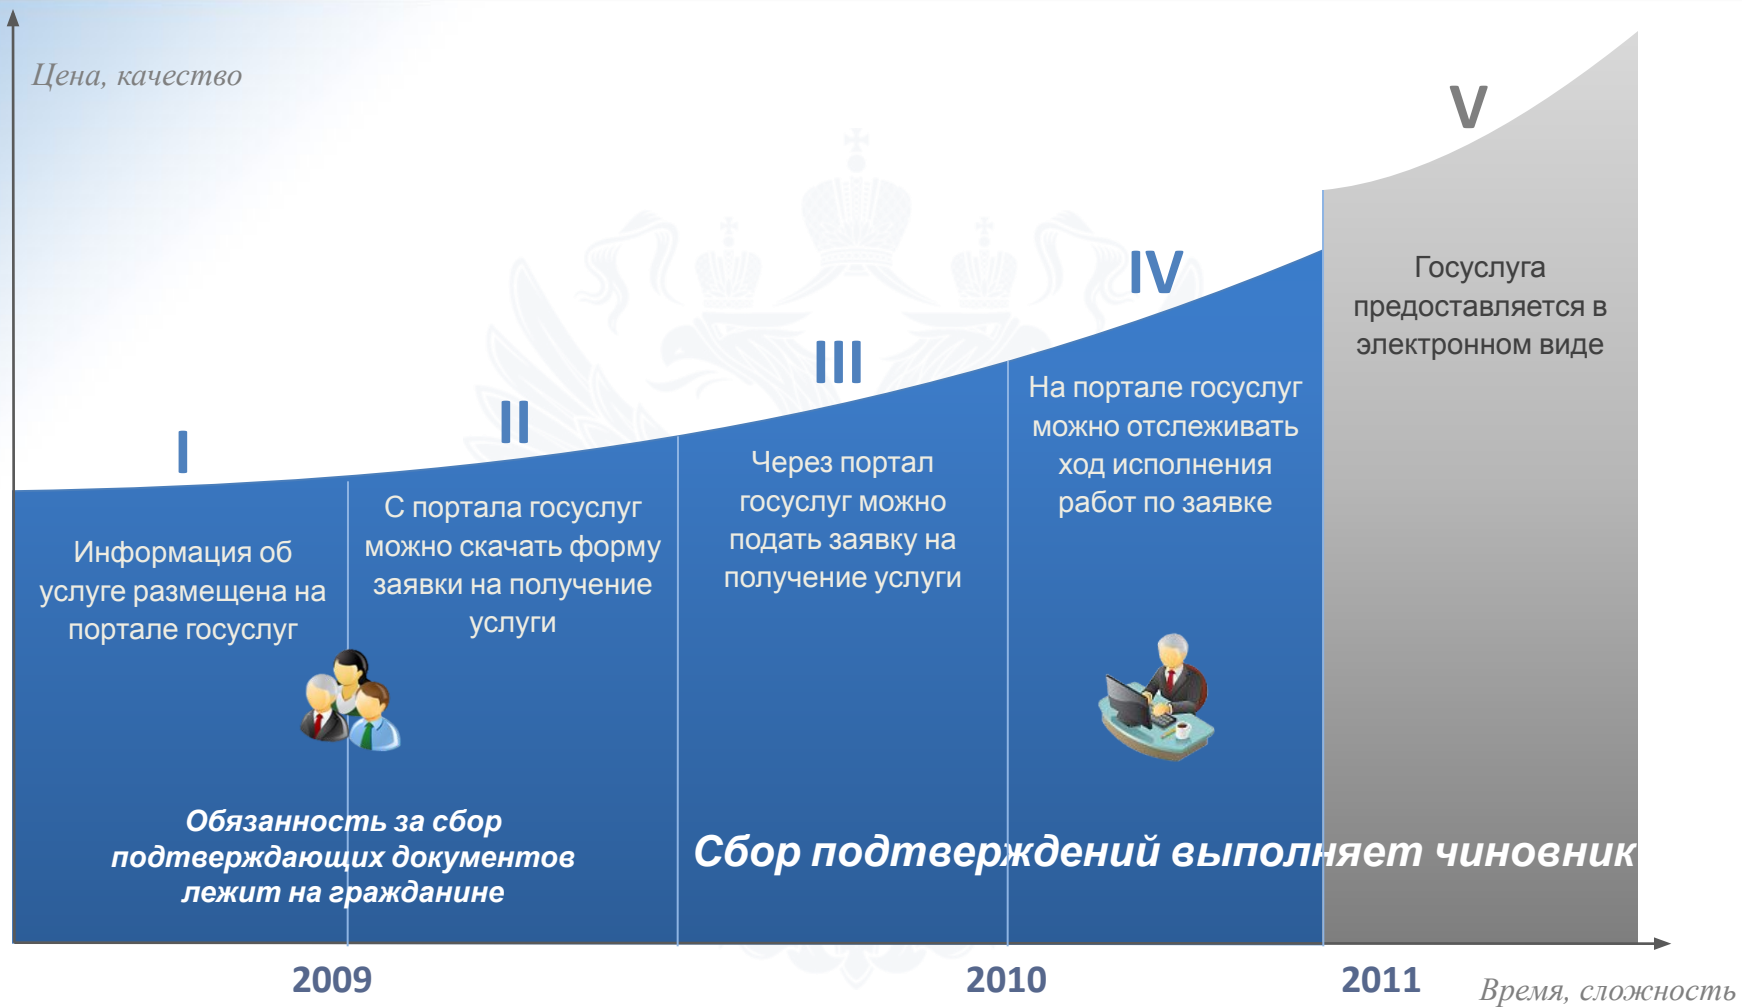 Цена, качество
I
Информация об
услуге размещена на
портале госуслуг
II
С портала госуслуг
можно скачать форму
заявки на получение
услуги
III
Через портал
госуслуг можно
подать заявку на
получение услуги
IV
На портале госуслуг
можно отслеживать
ход исполнения
работ по заявке
V
Госуслуга
предоставляется в
электронном виде
Обязанность за сбор
подтверждающих документов
лежит на гражданине
Сбор подтверждений выполняет чиновник
2009
2010
2011
Время, сложность